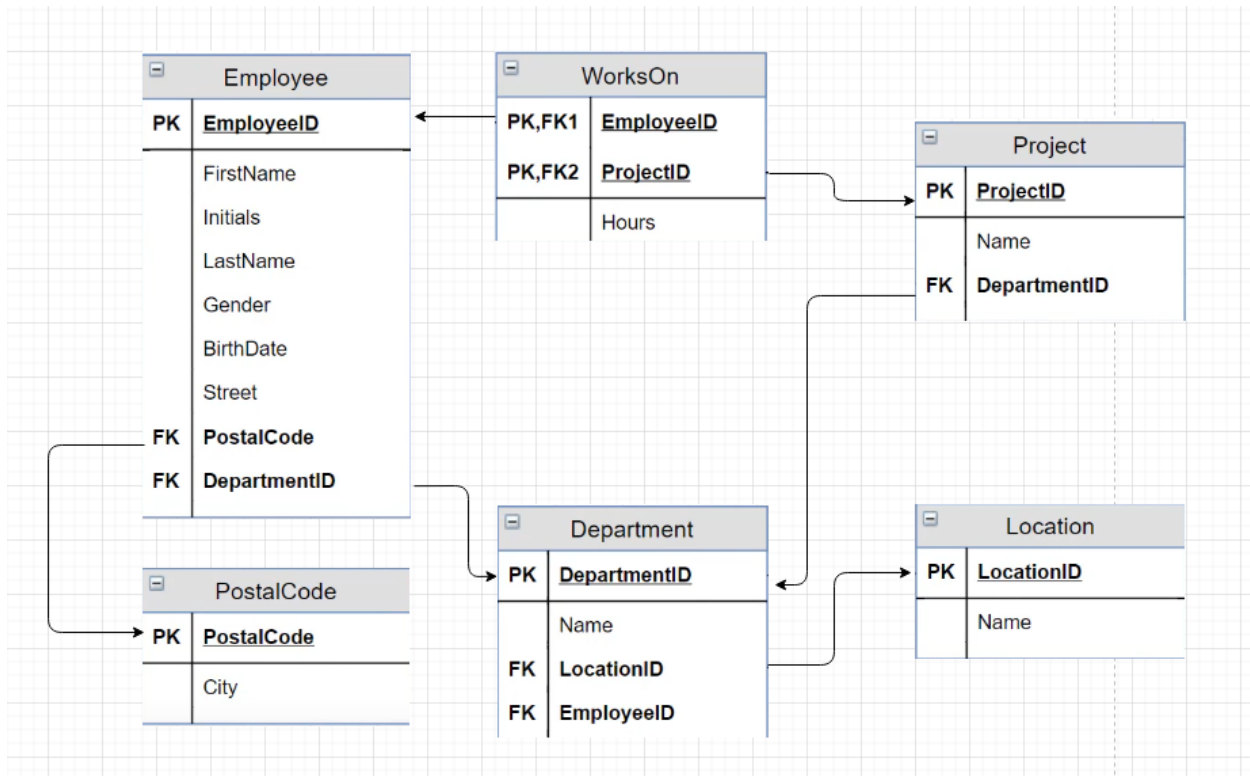 Employee
PK EmployeeID
FirstName
Initials
LastName
Gender
BirthDate
Street
FK PostalCode
FK DepartmentID
WorksOn
PK,FK1 EmployeeID
PK,FK2 ProjectID
Hours
Project
PK ProjectID
Name
FK DepartmentID
PostalCode
PK PostalCode
City
Department
PK DepartmentID
Name
FK LocationID
FK EmployeeID
Location
PK LocationID
Name